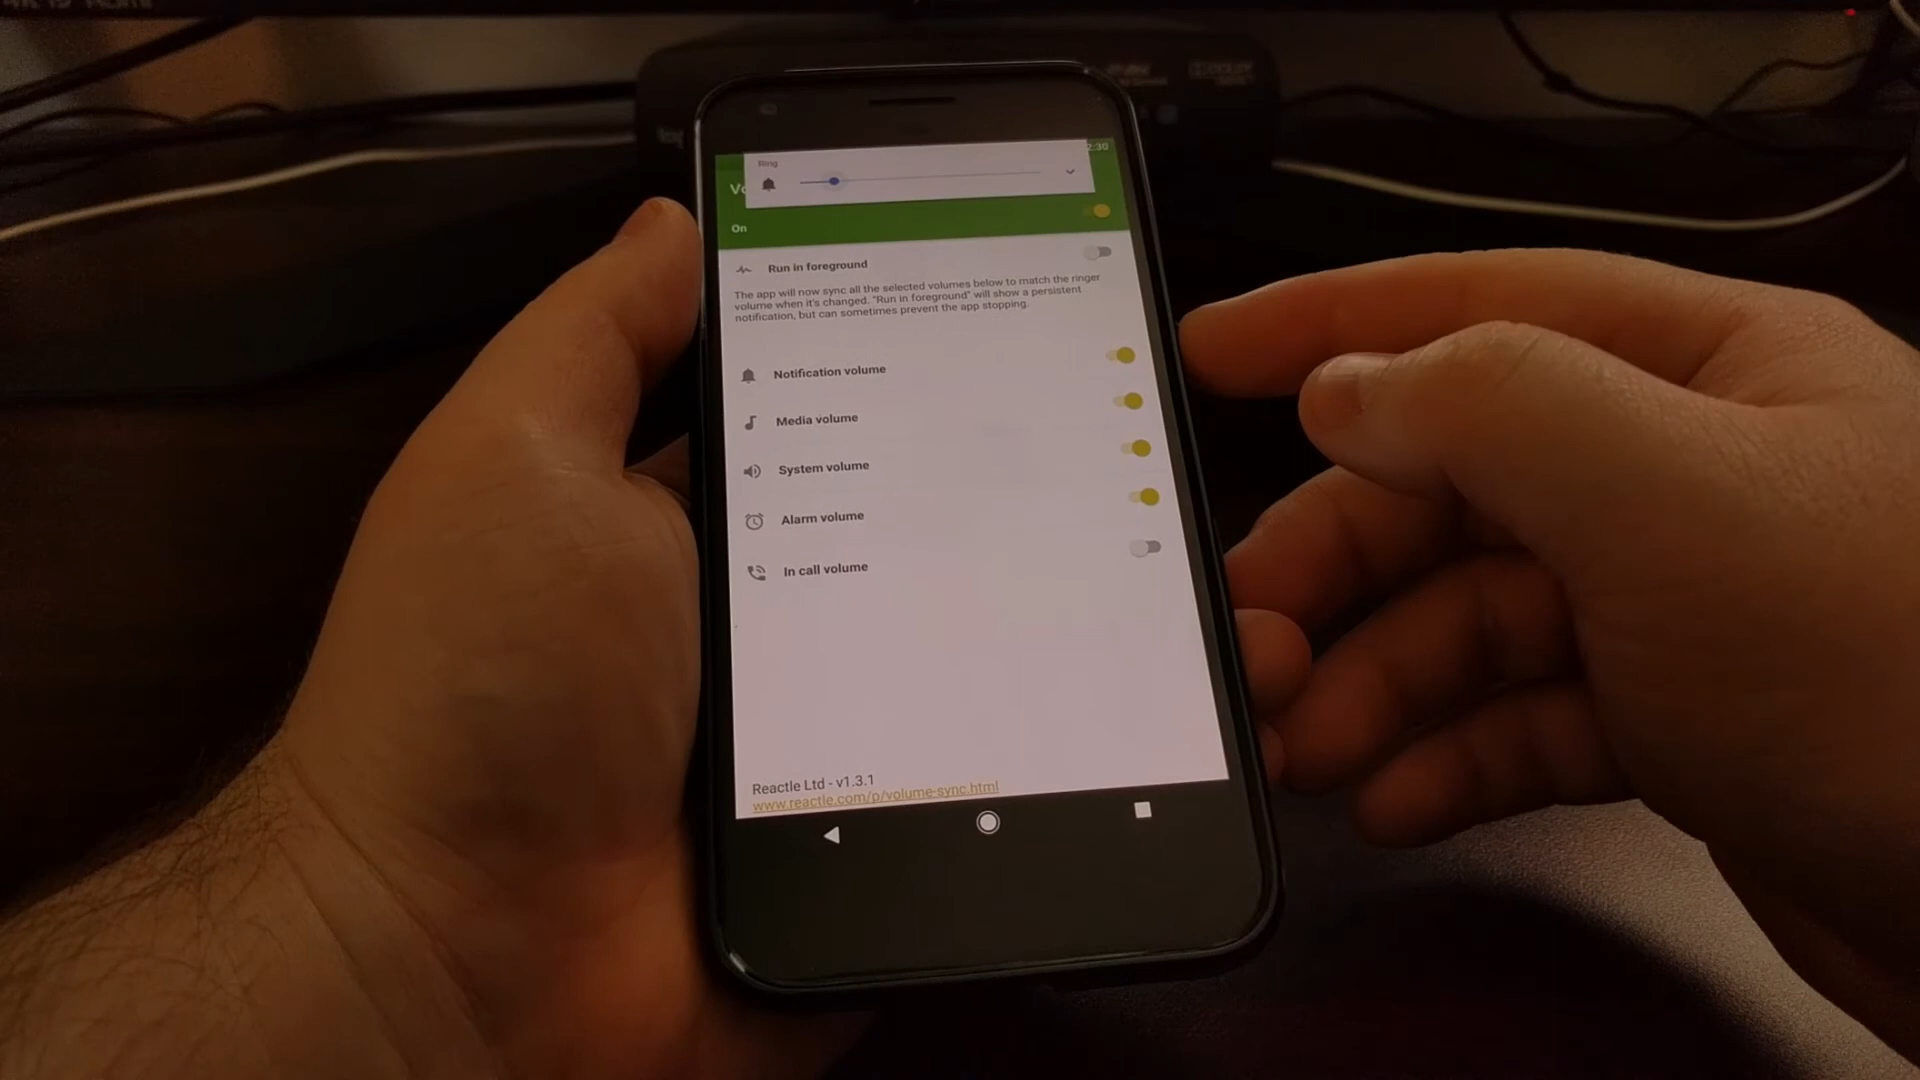 Ring
2:30
Vo
On
Run in foreground
The app will now sync all the selected volumes below to match the ringer
volume when it's changed. "Run in foreground" will show a persistent
notification, but can sometimes prevent the app stopping.
Notification volume
Media volume
System volume
Alarm volume
In call volume
Reactle Ltd - v1.3.1
www.reactle.com/p/volume-sync.html